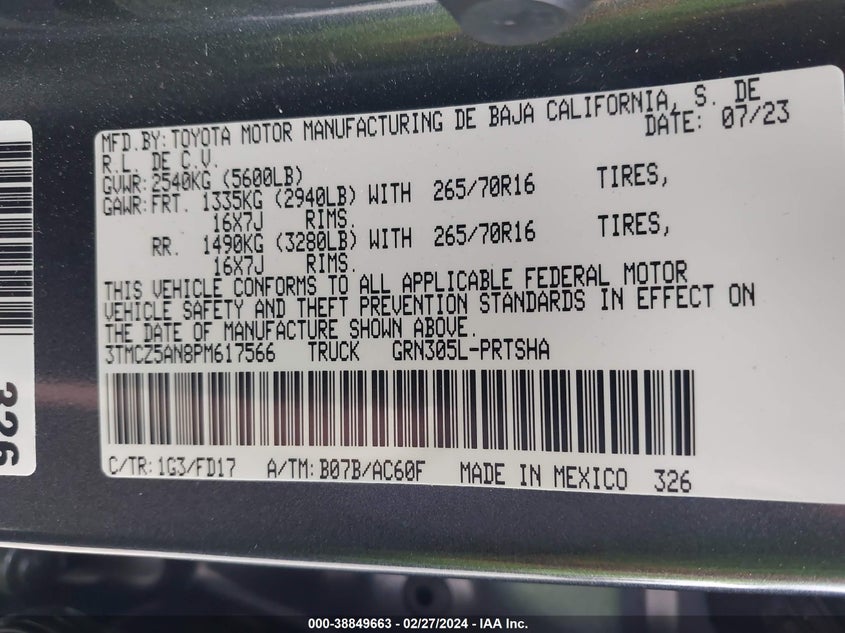 MFD.BY: TOYOTA MOTOR MANUFACTURING DE BAJA CALIFORNIA, S. DE
R.L. DE C.V. DATE: 07/23
GVWR: 2540KG (5600LB)
GAWR: FRT. 1335KG (2940LB) WITH 265/70R16 TIRES,
16X7J RIMS.
RR. 1490KG (3280LB) WITH 265/70R16 TIRES,
16X7J RIMS.
THIS VEHICLE CONFORMS TO ALL APPLICABLE FEDERAL MOTOR
VEHICLE SAFETY AND THEFT PREVENTION STANDARDS IN EFFECT ON
THE DATE OF MANUFACTURE SHOWN ABOVE.
3TMCZ5AN8PM617566 TRUCK GRN305L-PRTSHA
C/TR: 1G3/FD17 A/TM: B07B/AC60F MADE IN MEXICO 326
326
000-38849663 - 02/27/2024 - IAA Inc.